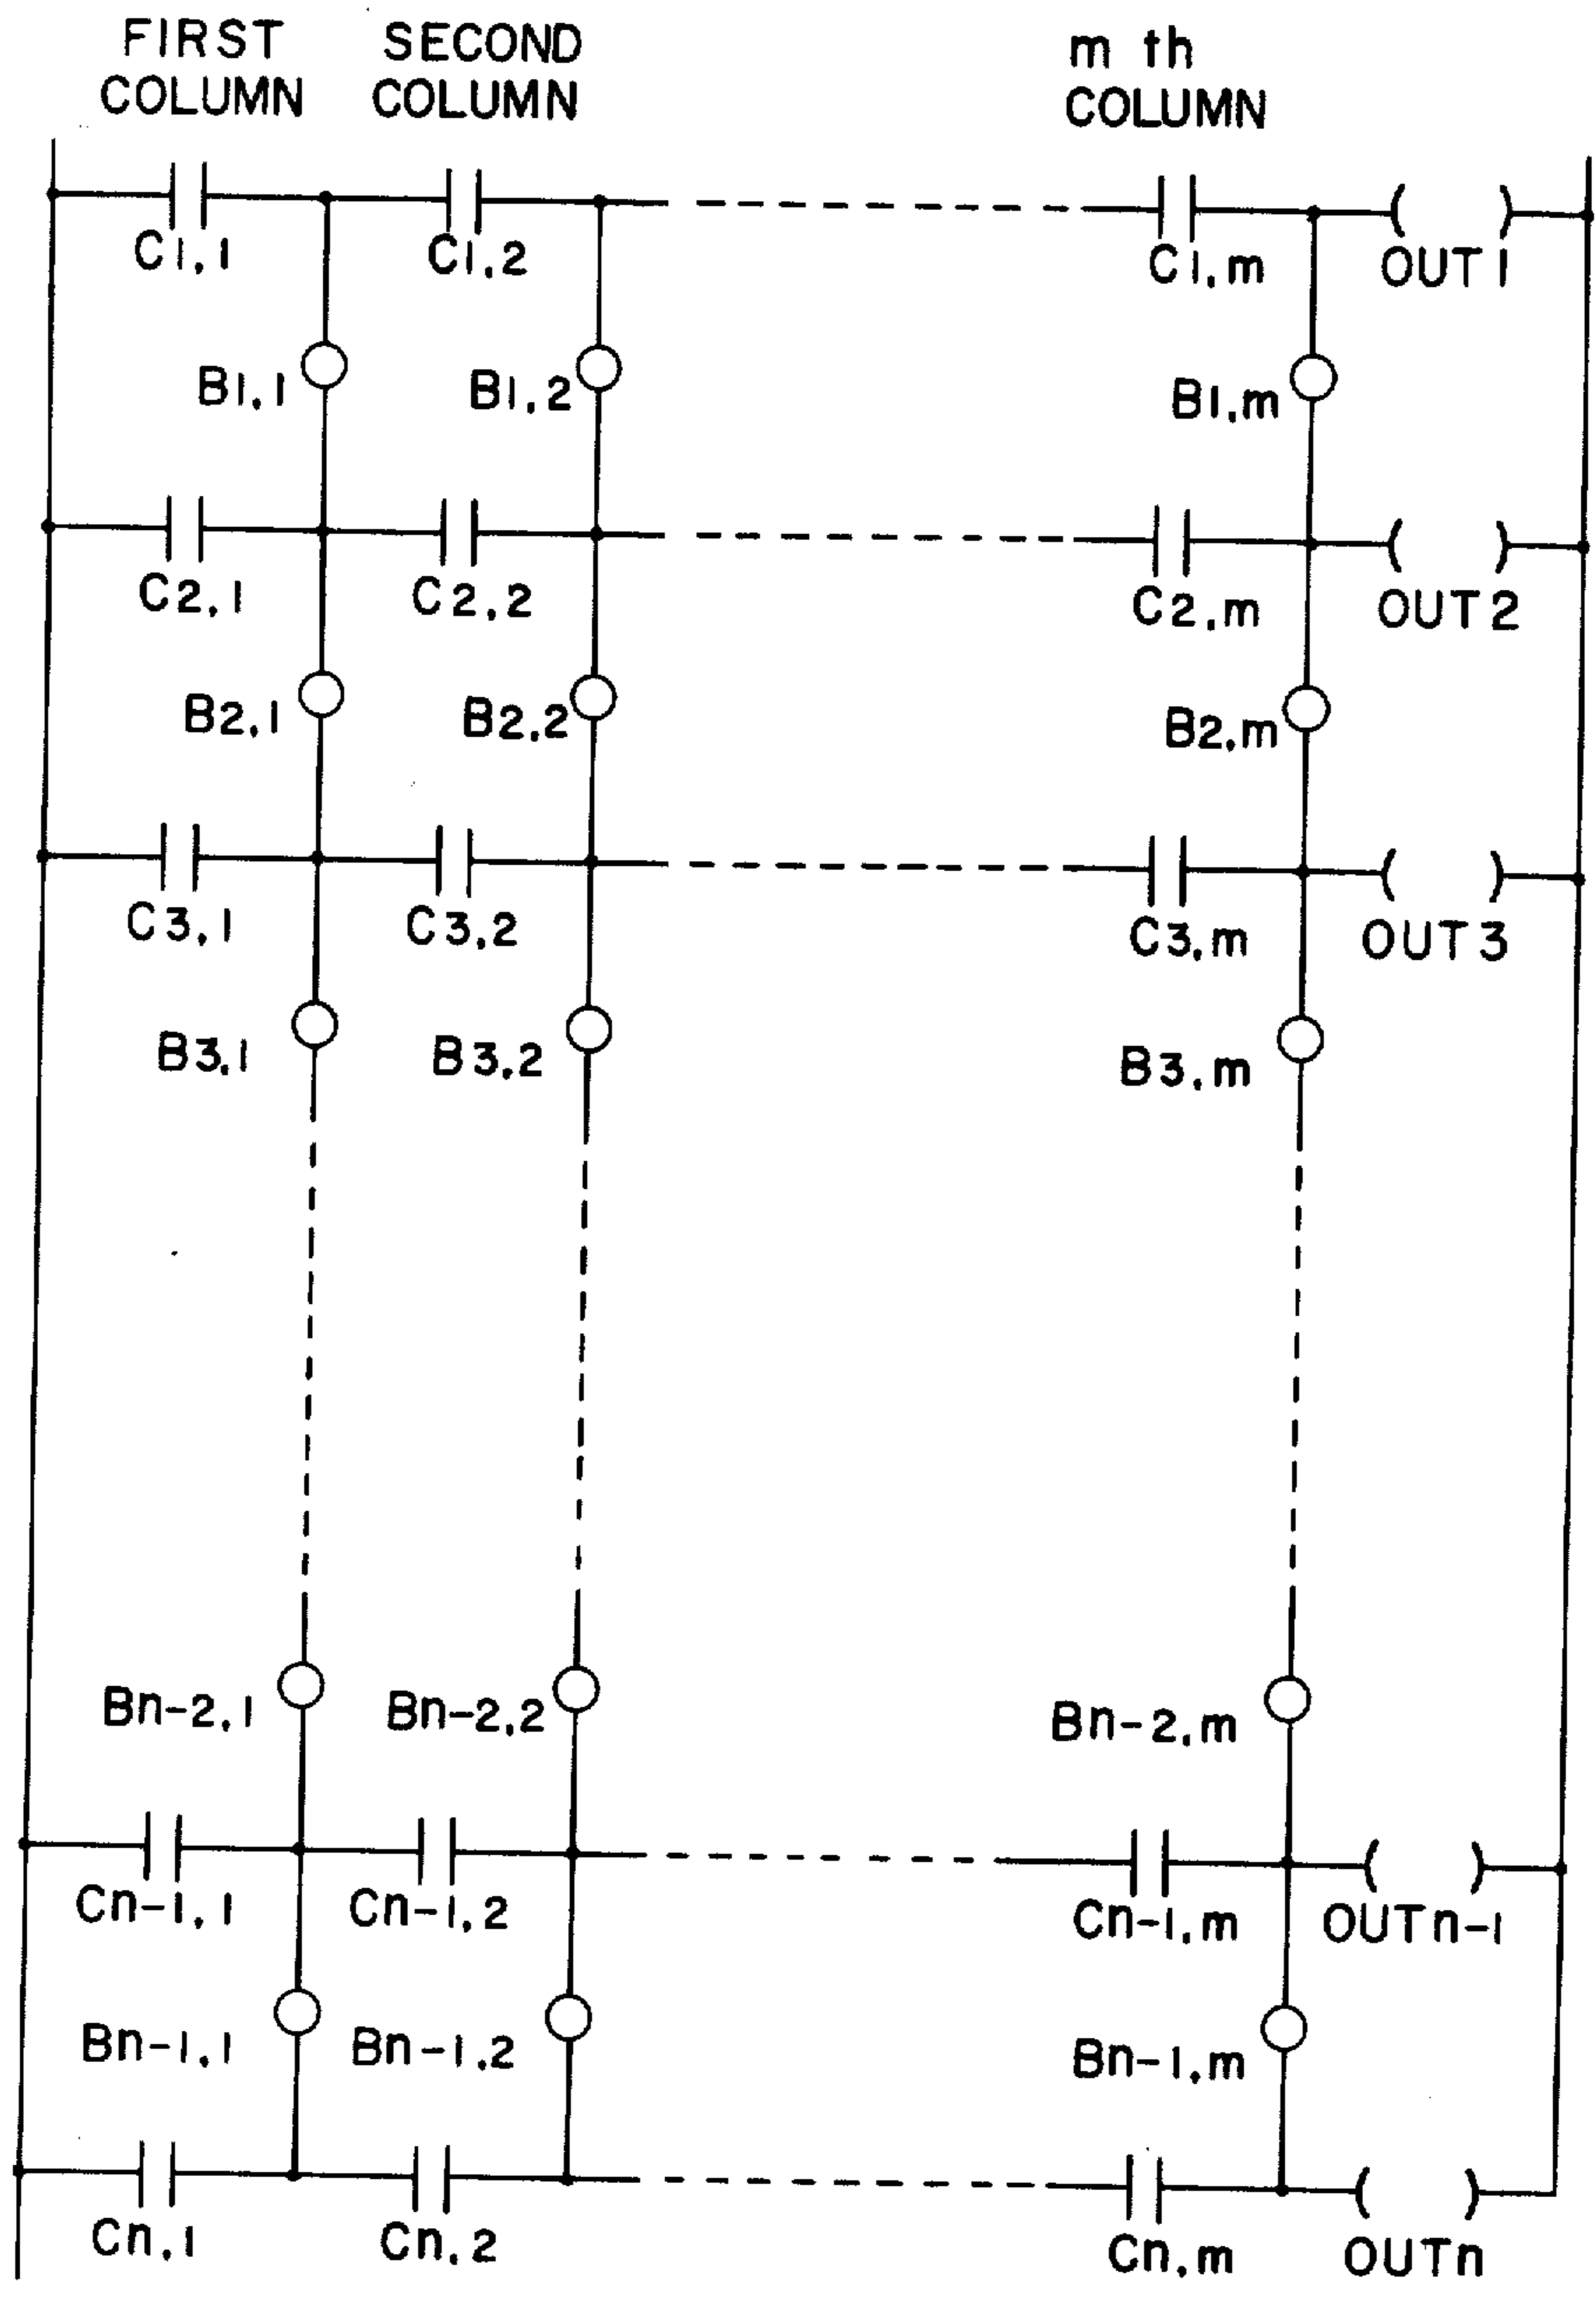 FIRST COLUMN
SECOND COLUMN
m th COLUMN
C1,1
C1,2
C1,m
OUT1
B1,1
B1,2
B1,m
C2,1
C2,2
C2,m
OUT2
B2,1
B2,2
B2,m
C3,1
C3,2
C3,m
OUT3
B3,1
B3,2
B3,m
Bn-2,1
Bn-2,2
Bn-2,m
Cn-1,1
Cn-1,2
Cn-1,m
OUTn-1
Bn-1,1
Bn-1,2
Bn-1,m
Cn,1
Cn,2
Cn,m
OUTn